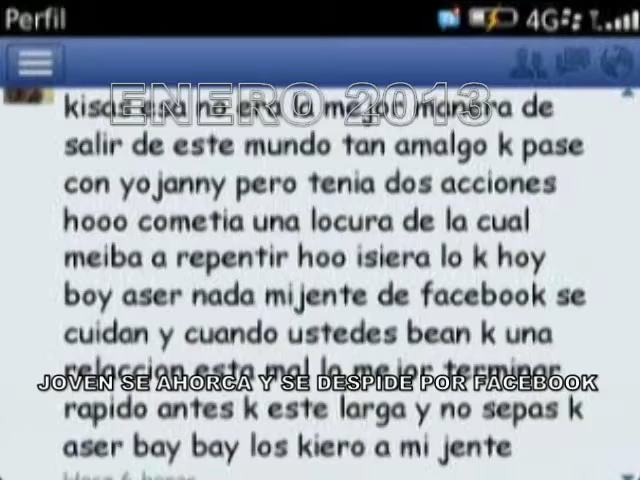 Perfil
4G
ENERO 2013
kisas esa no era la mejor manera de
salir de este mundo tan amalgo k pase
con yojanny pero tenia dos acciones
hooo cometia una locura de la cual
meiba a repentir hoo isiera lo k hoy
boy aser nada mijente de facebook se
cuidan y cuando ustedes bean k una
relaccion esta mal lo mejor terminar
JOVEN SE AHORCA Y SE DESPIDE POR FACEBOOK
rapido antes k este larga y no sepas k
aser bay bay los kiero a mi jente